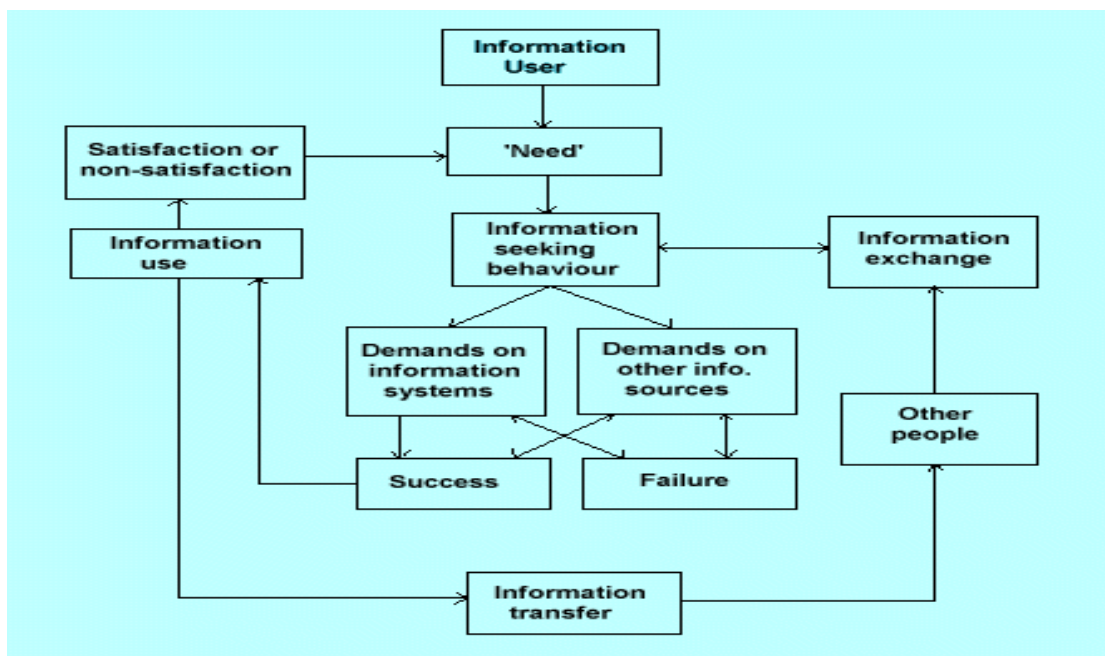 Information
User
Satisfaction or
non-satisfaction
'Need'
Information
use
Information
seeking
behaviour
Information
exchange
Demands on
information
systems
Demands on
other info.
sources
Other
people
Success
Failure
Information
transfer